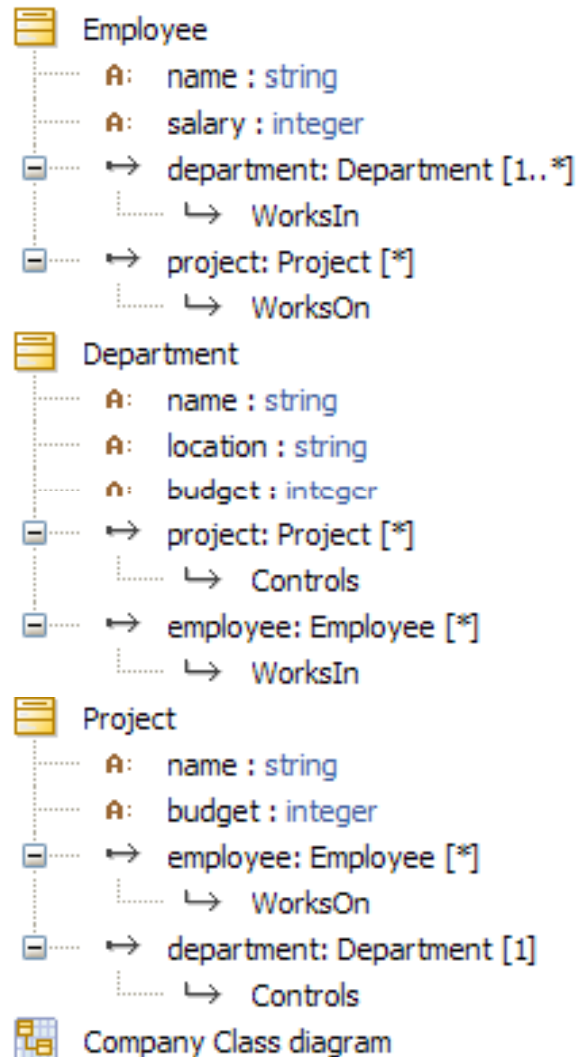 Employee
A: name : string
A: salary : integer
department: Department [1..*]
WorksIn
project: Project [*]
WorksOn
Department
A: name : string
A: location : string
A: budget : integer
project: Project [*]
Controls
employee: Employee [*]
WorksIn
Project
A: name : string
A: budget : integer
employee: Employee [*]
WorksOn
department: Department [1]
Controls
Company Class diagram